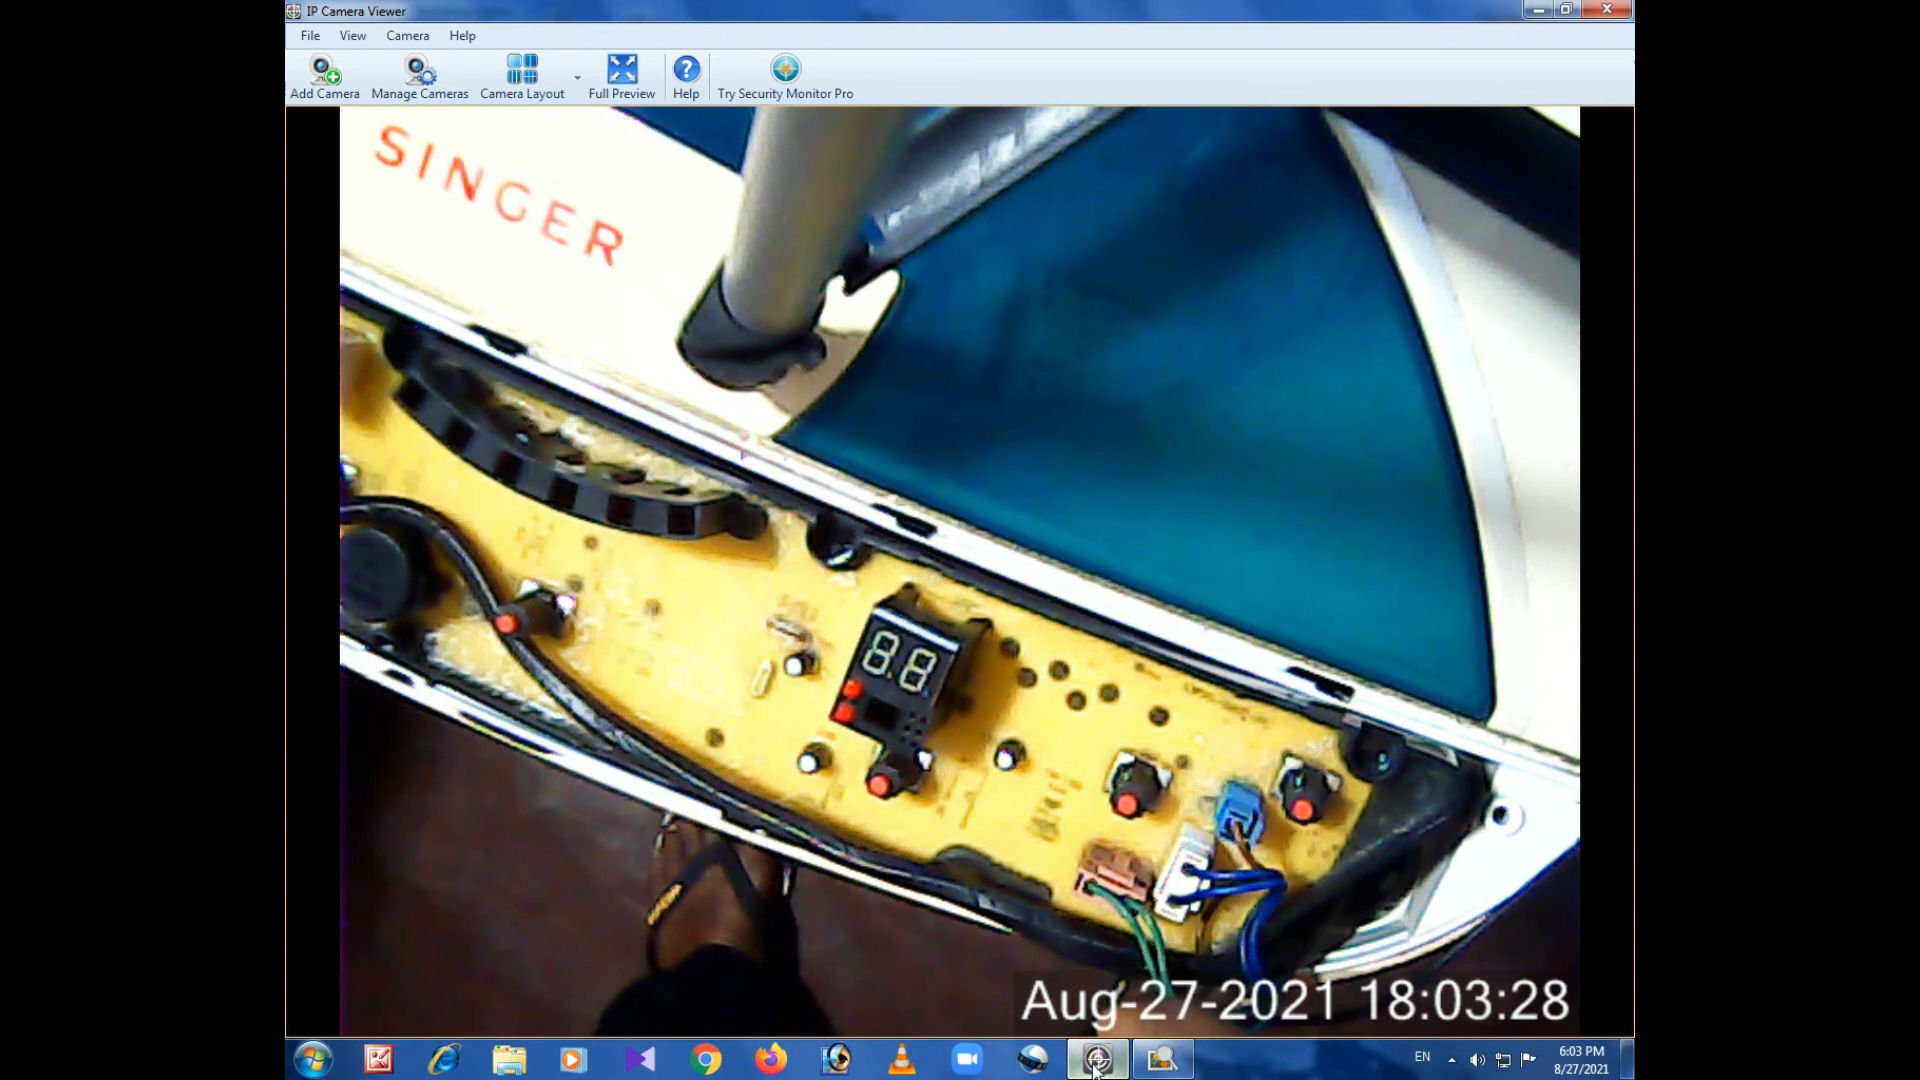 IP Camera Viewer
File View Camera Help
Add Camera Manage Cameras Camera Layout Full Preview Help Try Security Monitor Pro
SINGER
88
Aug-27-2021 18:03:28
EN 6:03 PM
8/27/2021